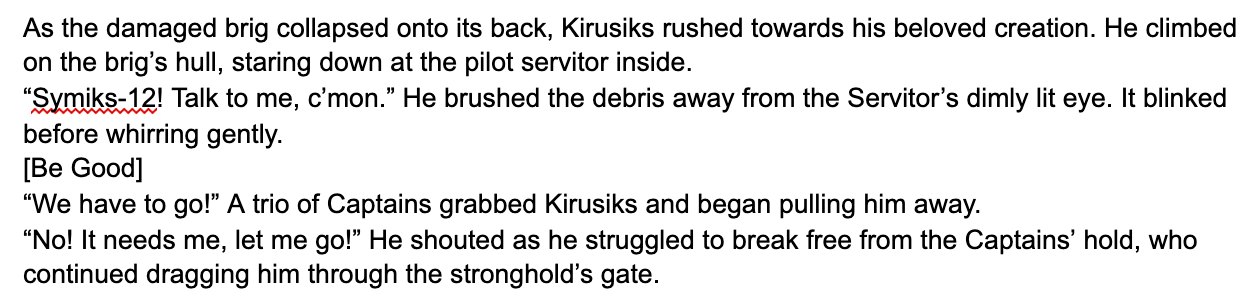 As the damaged brig collapsed onto its back, Kirusiks rushed towards his beloved creation. He climbed
on the brig’s hull, staring down at the pilot servitor inside.
“Symiks-12! Talk to me, c’mon.” He brushed the debris away from the Servitor’s dimly lit eye. It blinked
before whirring gently.
[Be Good]
“We have to go!” A trio of Captains grabbed Kirusiks and began pulling him away.
“No! It needs me, let me go!” He shouted as he struggled to break free from the Captains’ hold, who
continued dragging him through the stronghold’s gate.